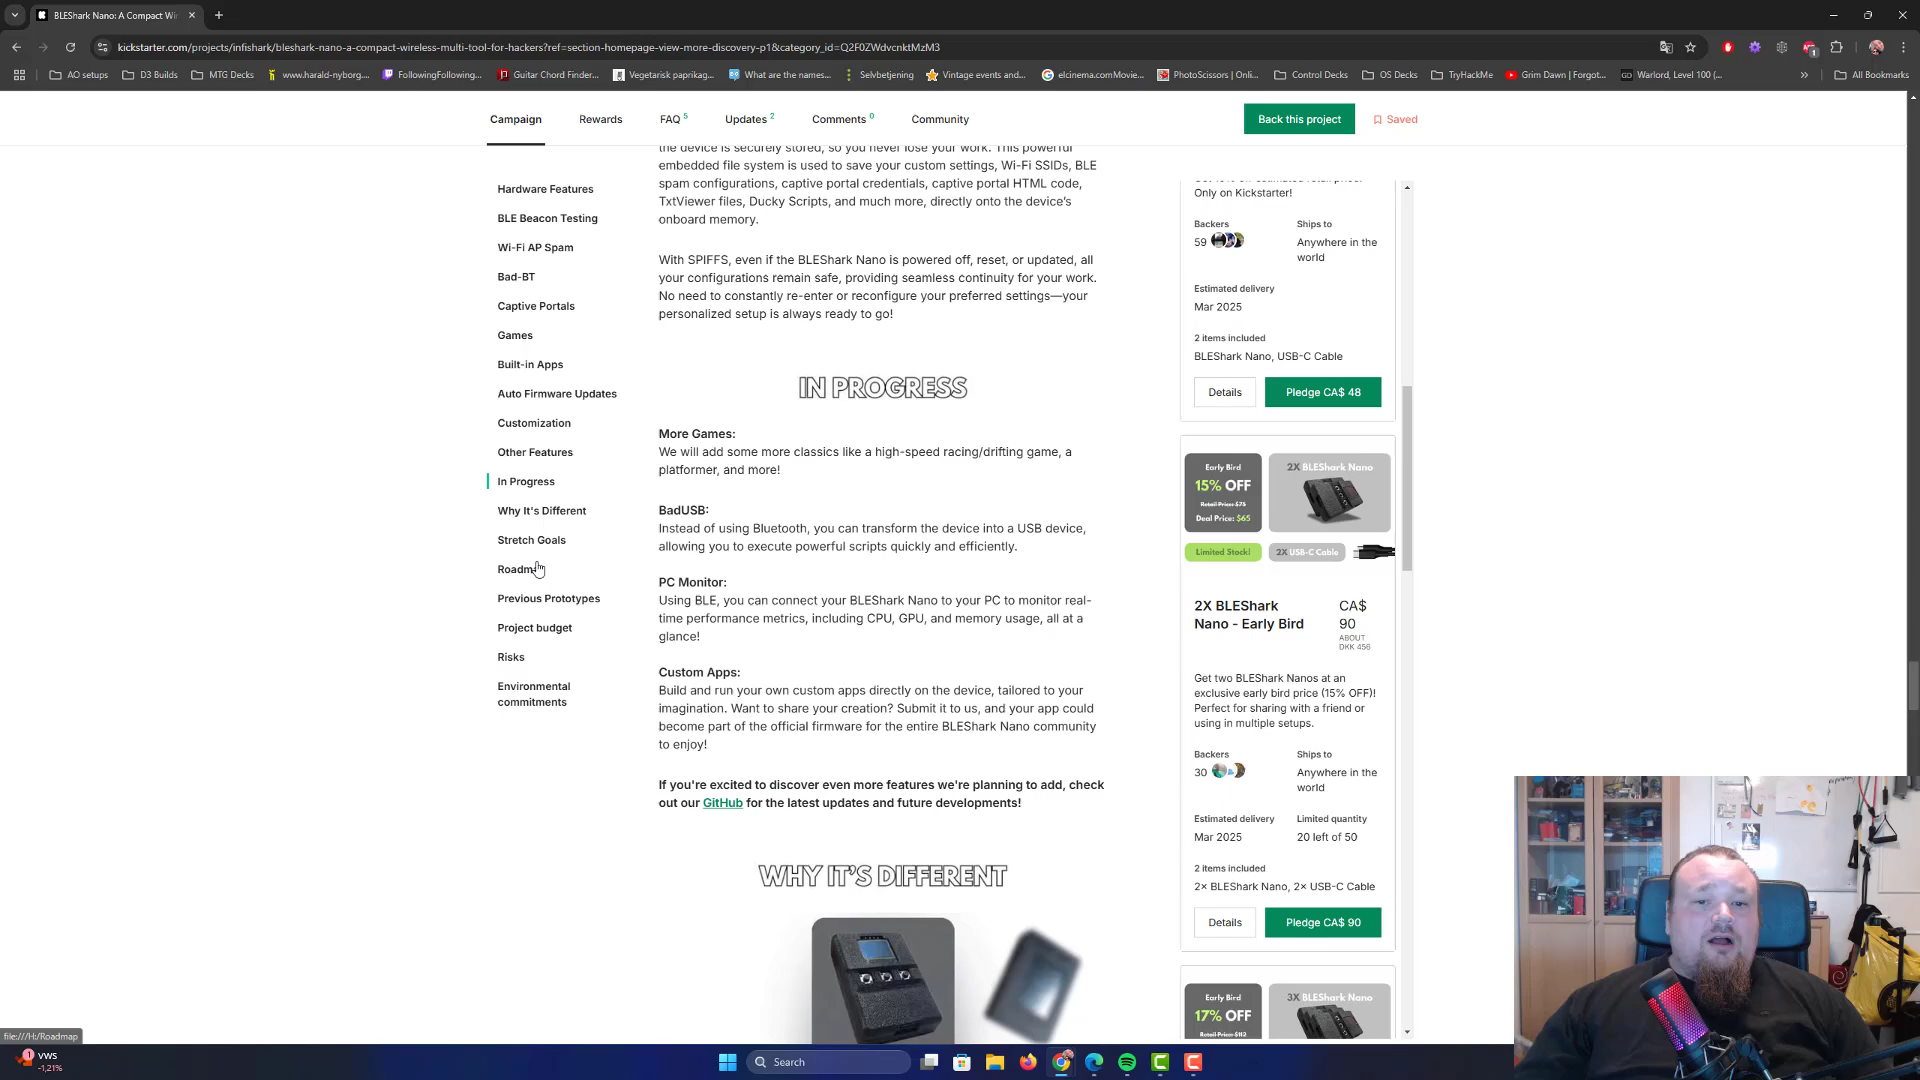 BLEShark Nano: A Compact Wir
kickstarter.com/projects/infishark/bleshark-nano-a-compact-wireless-multi-tool-for-hackers?ref=section-homepage-view-more-discovery-p1&category_id=Q2F0ZWdvcnktMzM3
AO setups
D3 Builds
MTG Decks
www.harald-nyborg....
FollowingFollowing...
Guitar Chord Finder...
Vegetarisk paprikag...
What are the names...
Selvbetjening
Vintage events and...
elcinema.comMovie...
PhotoScissors | Onli...
Control Decks
OS Decks
TryHackMe
Grim Dawn | Forgot...
Warlord, Level 100 (...
All Bookmarks
Campaign
Rewards
FAQ 5
Updates 2
Comments 0
Community
Back this project
Saved
Hardware Features
BLE Beacon Testing
Wi-Fi AP Spam
Bad-BT
Captive Portals
Games
Built-in Apps
Auto Firmware Updates
Customization
Other Features
In Progress
Why It's Different
Stretch Goals
Roadm
Previous Prototypes
Project budget
Risks
Environmental
commitments
the device is securely stored, so you never lose your work. This powerful
embedded file system is used to save your custom settings, Wi-Fi SSIDs, BLE
spam configurations, captive portal credentials, captive portal HTML code,
TxtViewer files, Ducky Scripts, and much more, directly onto the device's
onboard memory.
With SPIFFS, even if the BLEShark Nano is powered off, reset, or updated, all
your configurations remain safe, providing seamless continuity for your work.
No need to constantly re-enter or reconfigure your preferred settings—your
personalized setup is always ready to go!
IN PROGRESS
More Games:
We will add some more classics like a high-speed racing/drifting game, a
platformer, and more!
BadUSB:
Instead of using Bluetooth, you can transform the device into a USB device,
allowing you to execute powerful scripts quickly and efficiently.
PC Monitor:
Using BLE, you can connect your BLEShark Nano to your PC to monitor real-
time performance metrics, including CPU, GPU, and memory usage, all at a
glance!
Custom Apps:
Build and run your own custom apps directly on the device, tailored to your
imagination. Want to share your creation? Submit it to us, and your app could
become part of the official firmware for the entire BLEShark Nano community
to enjoy!
If you're excited to discover even more features we're planning to add, check
out our GitHub for the latest updates and future developments!
WHY IT'S DIFFERENT
Only on Kickstarter!
Backers
59
Ships to
Anywhere in the
world
Estimated delivery
Mar 2025
2 items included
BLEShark Nano, USB-C Cable
Details
Pledge CA$ 48
Early Bird
15% OFF
Retail Price: $75
Deal Price: $65
2X BLEShark Nano
Limited Stock!
2X USB-C Cable
2X BLEShark
Nano - Early Bird
CA$
90
ABOUT
DKK 456
Get two BLEShark Nanos at an
exclusive early bird price (15% OFF)!
Perfect for sharing with a friend or
using in multiple setups.
Backers
30
Ships to
Anywhere in the
world
Estimated delivery
Mar 2025
Limited quantity
20 left of 50
2 items included
2× BLEShark Nano, 2× USB-C Cable
Details
Pledge CA$ 90
Early Bird
17% OFF
Retail Price: $112
3X BLEShark Nano
file:///H:/Roadmap
1
VWS
-1,21%
Search